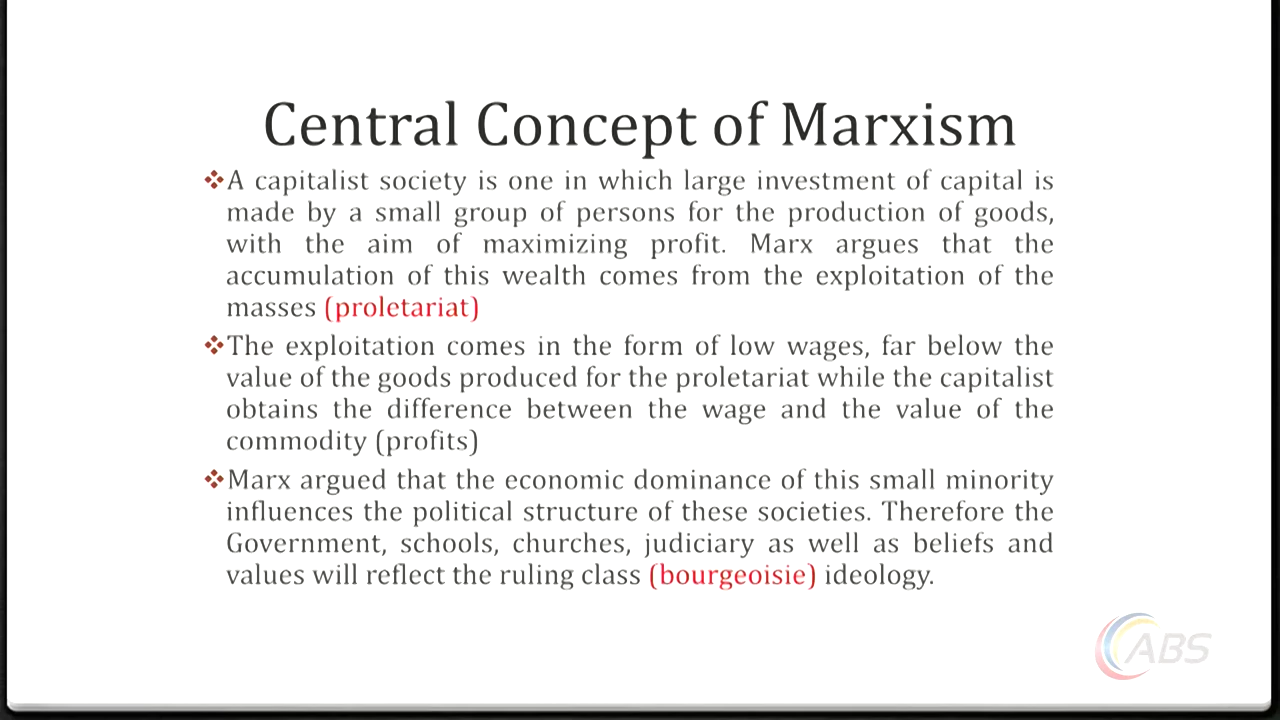 Central Concept of Marxism
❖A capitalist society is one in which large investment of capital is
made by a small group of persons for the production of goods,
with the aim of maximizing profit. Marx argues that the
accumulation of this wealth comes from the exploitation of the
masses (proletariat)
❖The exploitation comes in the form of low wages, far below the
value of the goods produced for the proletariat while the capitalist
obtains the difference between the wage and the value of the
commodity (profits)
❖Marx argued that the economic dominance of this small minority
influences the political structure of these societies. Therefore the
Government, schools, churches, judiciary as well as beliefs and
values will reflect the ruling class (bourgeoisie) ideology.
ABS